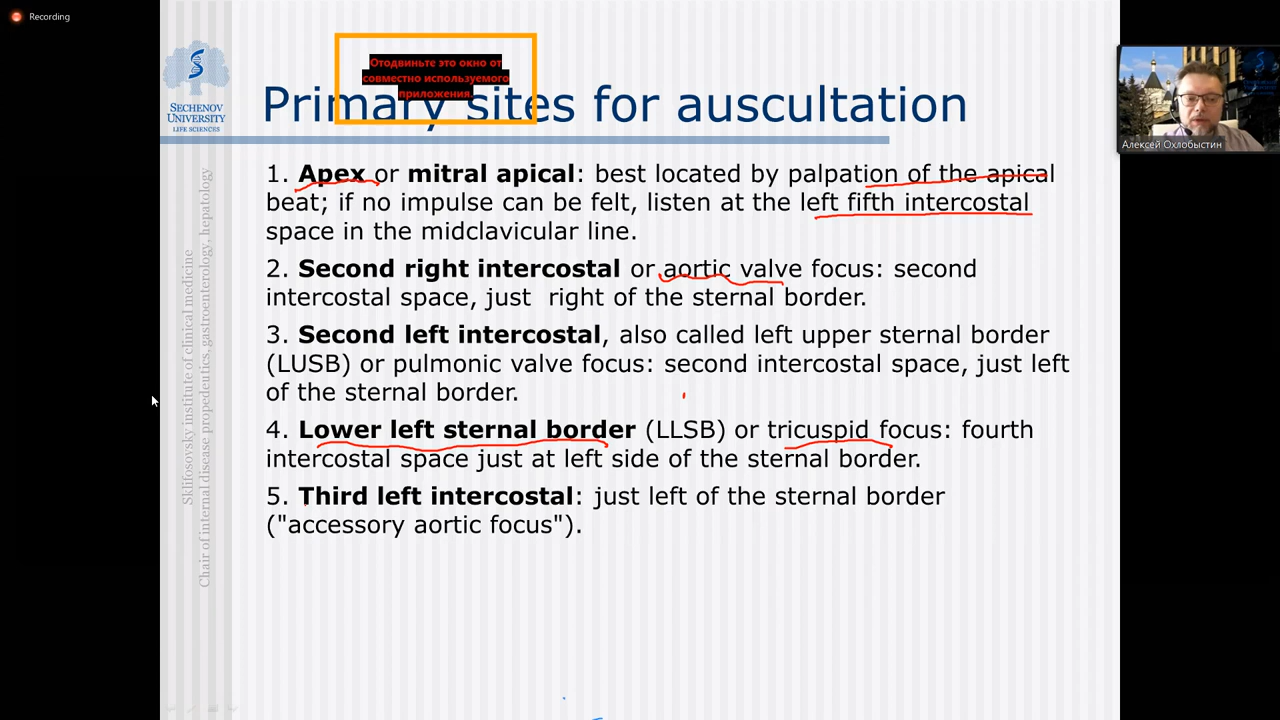 Recording
Отодвиньте это окно от
совместно используемого
приложения.
Primary sites for auscultation
SECHENOV
UNIVERSITY
LIFE SCIENCES
Алексей Охлобыстин
Sklifosovsky institute of clinical medicine
Chair of internal disease propedeutics, gastroenterology, hepatology
1. Apex or mitral apical: best located by palpation of the apical
beat; if no impulse can be felt, listen at the left fifth intercostal
space in the midclavicular line.
2. Second right intercostal or aortic valve focus: second
intercostal space, just right of the sternal border.
3. Second left intercostal, also called left upper sternal border
(LUSB) or pulmonic valve focus: second intercostal space, just left
of the sternal border.
4. Lower left sternal border (LLSB) or tricuspid focus: fourth
intercostal space just at left side of the sternal border.
5. Third left intercostal: just left of the sternal border
("accessory aortic focus").